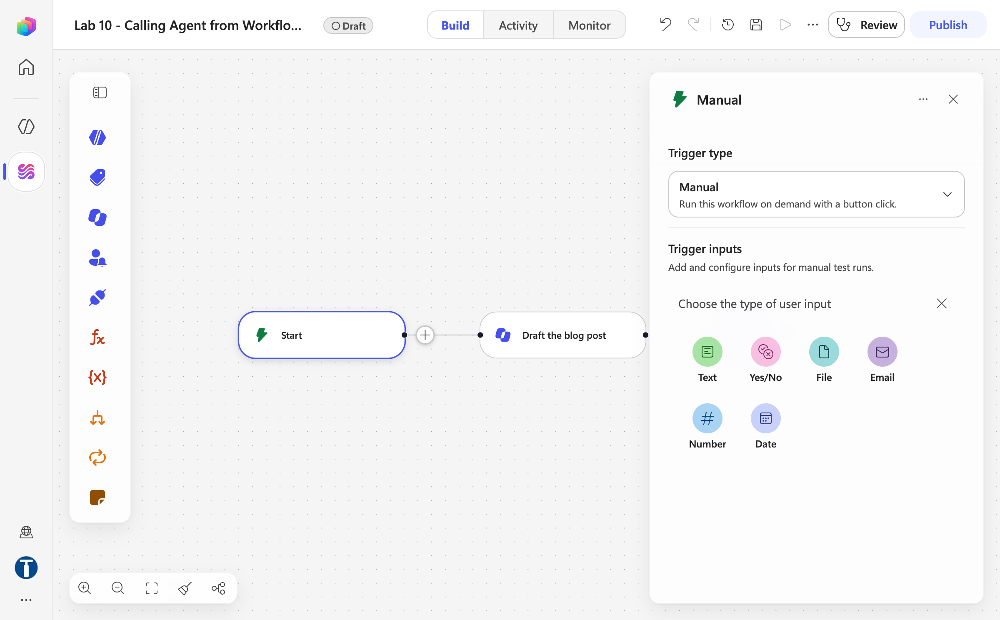 Lab 10 - Calling Agent from Workflo...
Draft
Build
Activity
Monitor
Review
Publish
Manual
Trigger type
Manual
Run this workflow on demand with a button click.
Trigger inputs
Add and configure inputs for manual test runs.
Choose the type of user input
Text
Yes/No
File
Email
Number
Date
Start
Draft the blog post